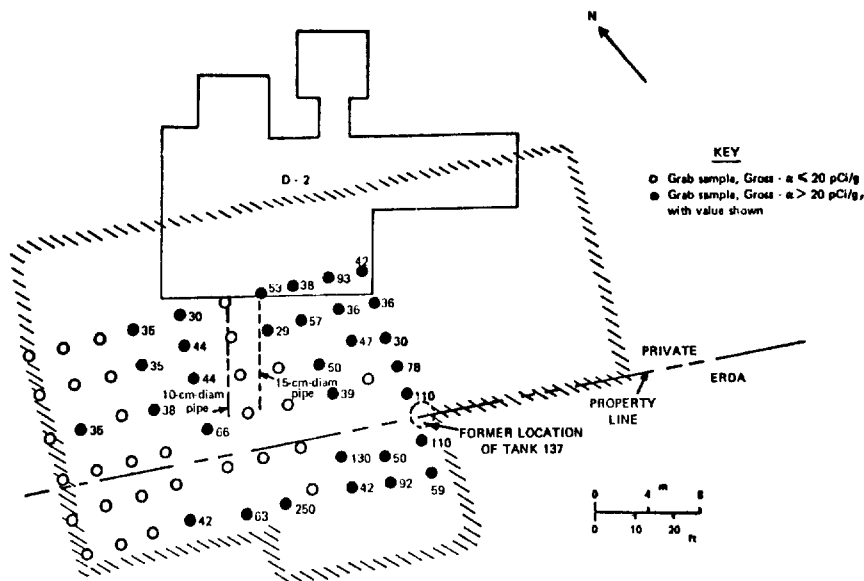 N
KEY
Grab sample, Gross - α ⩽ 20 pCi/g
Grab sample, Gross - α > 20 pCi/g,
with value shown
D - 2
42
93
38
53
36
36
57
29
30
36
44
47
30
35
44
50
78
10-cm-diam
pipe
15-cm-diam
pipe
39
110
38
36
66
PRIVATE
ERDA
PROPERTY
LINE
FORMER LOCATION
OF TANK 137
110
130
50
59
92
42
250
63
42
m
0 4 8
0 10 20
ft